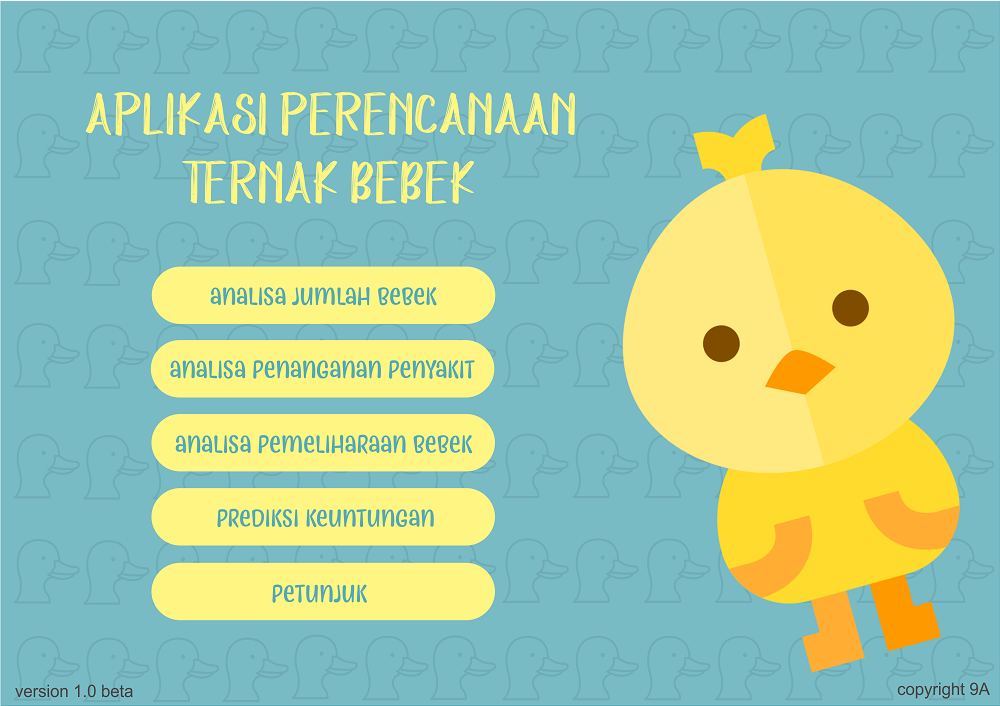 APLIKASI PERENCANAAN
TERNAK BEBEK
analisa jumlah bebek
analisa penanganan penyakit
analisa pemeliharaan bebek
prediksi keuntungan
petunjuk
version 1.0 beta
copyright 9A